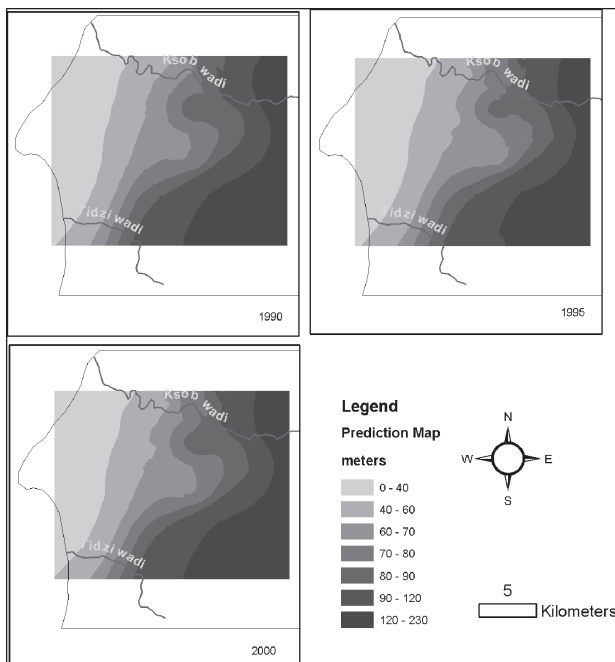 Ksob wadi
Tidzi wadi
1990
Ksob wadi
Tidzi wadi
1995
Ksob wadi
Tidzi wadi
2000
Legend
Prediction Map
meters
0 - 40
40 - 60
60 - 70
70 - 80
80 - 90
90 - 120
120 - 230
N
W E
S
5
Kilometers